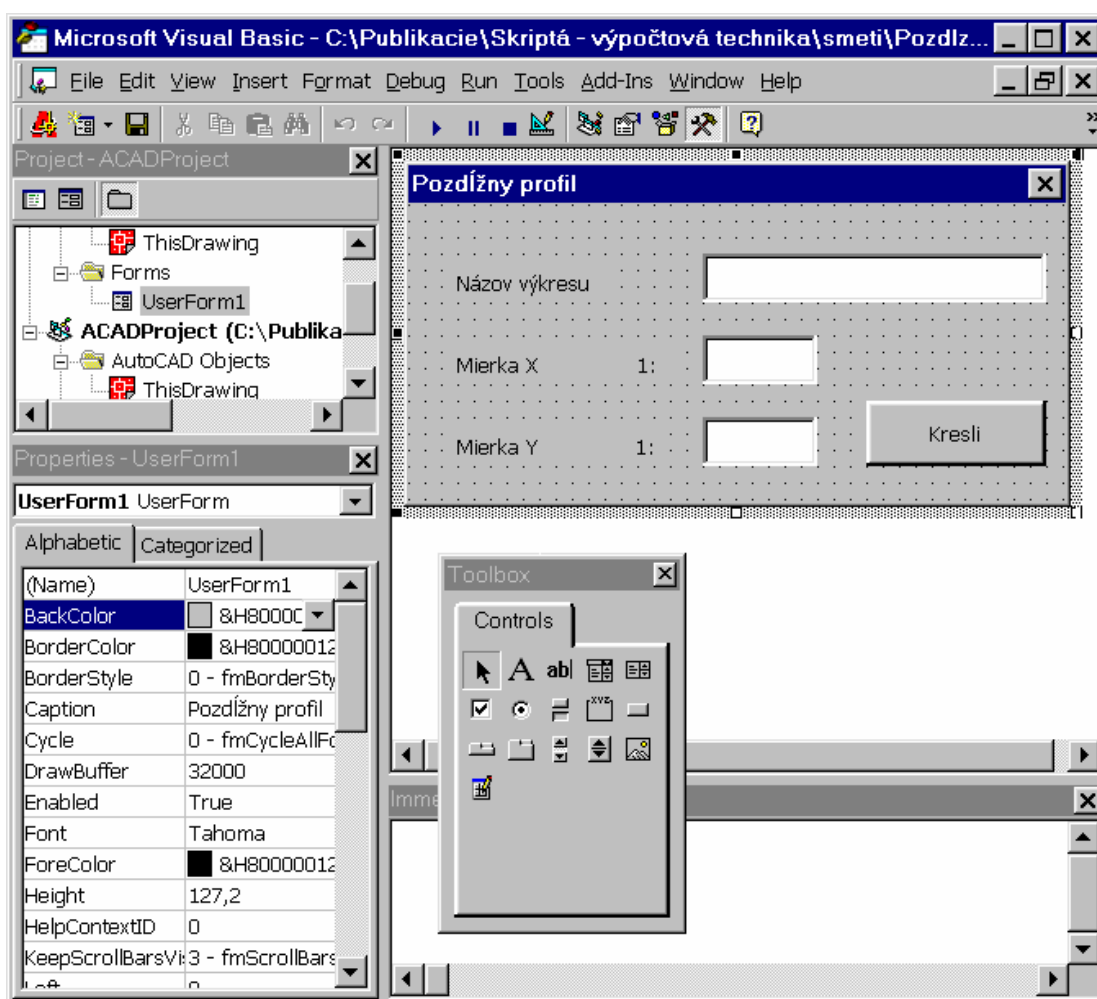 Microsoft Visual Basic - C:\Publikacie\Skriptá - výpočtová technika\smeti\Pozdlz...
File Edit View Insert Format Debug Run Tools Add-Ins Window Help
Project - ACADProject
ThisDrawing
Forms
UserForm1
ACADProject (C:\Publika
AutoCAD Objects
ThisDrawing
Properties - UserForm1
UserForm1 UserForm
Alphabetic Categorized
(Name) UserForm1
BackColor &H8000C
BorderColor &H80000012
BorderStyle 0 - fmBorderSty
Caption Pozdĺžny profil
Cycle 0 - fmCycleAllFo
DrawBuffer 32000
Enabled True
Font Tahoma
ForeColor &H80000012
Height 127,2
HelpContextID 0
KeepScrollBarsVi: 3 - fmScrollBars
Left 0
Pozdĺžny profil
Názov výkresu
Mierka X 1:
Mierka Y 1:
Kresli
Toolbox
Controls
A ab
xyz
Imme